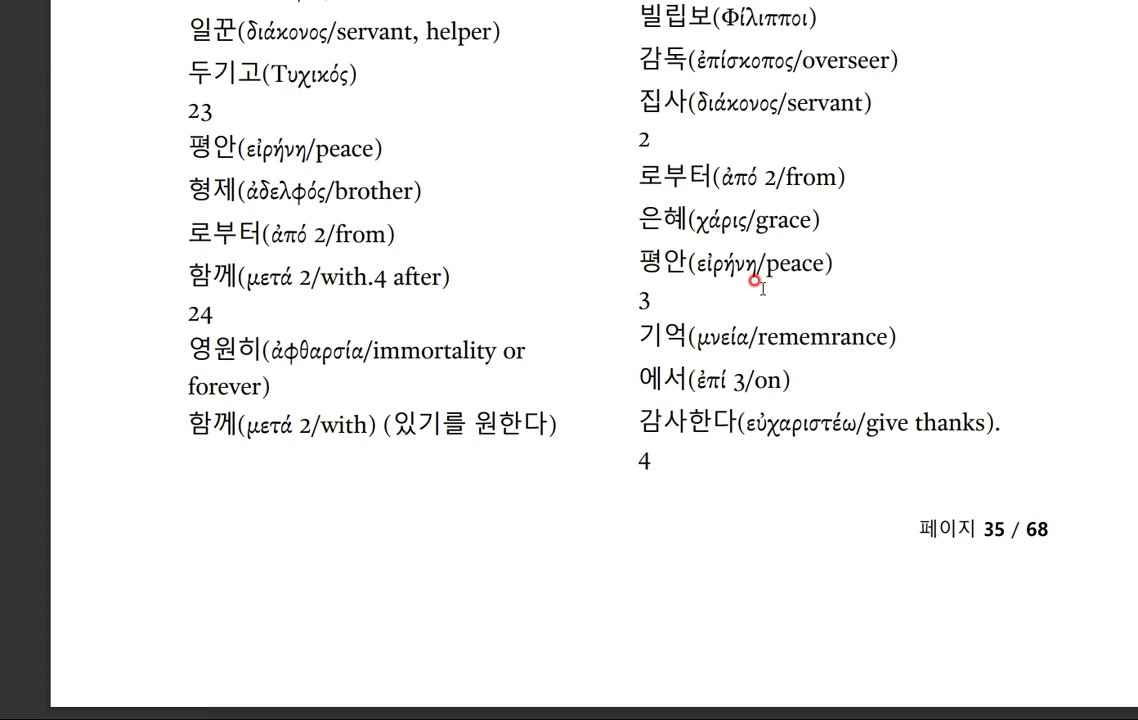 일꾼(διάκονος/servant, helper)
두기고(Τυχικός)
23
평안(εἰρήνη/peace)
형제(ἀδελφός/brother)
로부터(ἀπό 2/from)
함께(μετά 2/with.4 after)
24
영원히(ἀφθαρσία/immortality or
forever)
함께(μετά 2/with) (있기를 원한다)
빌립보(Φίλιπποι)
감독(ἐπίσκοπος/overseer)
집사(διάκονος/servant)
2
로부터(ἀπό 2/from)
은혜(χάρις/grace)
평안(εἰρήνη/peace)
3
기억(μνεία/rememrance)
에서(ἐπί 3/on)
감사한다(εὐχαριστέω/give thanks).
4
페이지 35 / 68